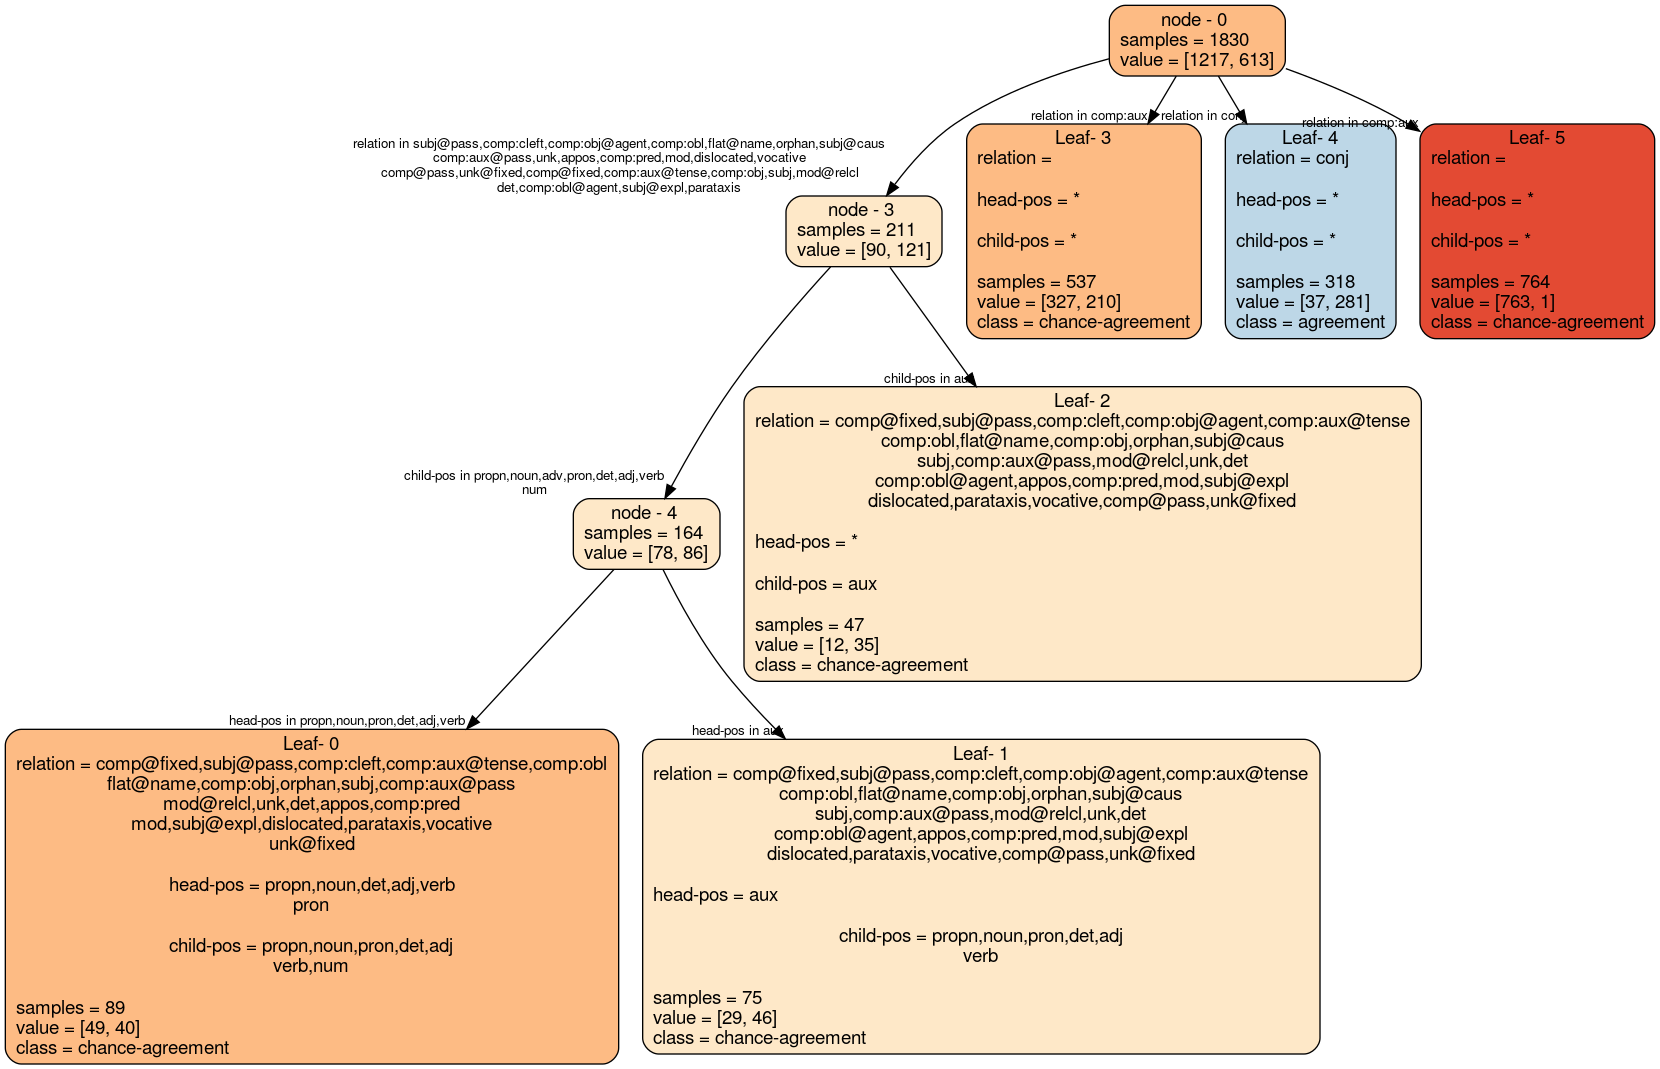 node - 0
samples = 1830
value = [1217, 613]
relation in subj@pass,comp:cleft,comp:obj@agent,comp:obl,flat@name,orphan,subj@caus
comp:aux@pass,unk,appos,comp:pred,mod,dislocated,vocative
comp@pass,unk@fixed,comp@fixed,comp:aux@tense,comp:obj,subj,mod@relcl
det,comp:obl@agent,subj@expl,parataxis
relation in comp:aux
relation in conj
relation in comp:aux
node - 3
samples = 211
value = [90, 121]
Leaf- 3
relation =
head-pos = *
child-pos = *
samples = 537
value = [327, 210]
class = chance-agreement
Leaf- 4
relation = conj
head-pos = *
child-pos = *
samples = 318
value = [37, 281]
class = agreement
Leaf- 5
relation =
head-pos = *
child-pos = *
samples = 764
value = [763, 1]
class = chance-agreement
child-pos in propn,noun,adv,pron,det,adj,verb
num
child-pos in aux
node - 4
samples = 164
value = [78, 86]
Leaf- 2
relation = comp@fixed,subj@pass,comp:cleft,comp:obj@agent,comp:aux@tense
comp:obl,flat@name,comp:obj,orphan,subj@caus
subj,comp:aux@pass,mod@relcl,unk,det
comp:obl@agent,appos,comp:pred,mod,subj@expl
dislocated,parataxis,vocative,comp@pass,unk@fixed
head-pos = *
child-pos = aux
samples = 47
value = [12, 35]
class = chance-agreement
head-pos in propn,noun,pron,det,adj,verb
head-pos in aux
Leaf- 0
relation = comp@fixed,subj@pass,comp:cleft,comp:aux@tense,comp:obl
flat@name,comp:obj,orphan,subj,comp:aux@pass
mod@relcl,unk,det,appos,comp:pred
mod,subj@expl,dislocated,parataxis,vocative
unk@fixed
head-pos = propn,noun,det,adj,verb
pron
child-pos = propn,noun,pron,det,adj
verb,num
samples = 89
value = [49, 40]
class = chance-agreement
Leaf- 1
relation = comp@fixed,subj@pass,comp:cleft,comp:obj@agent,comp:aux@tense
comp:obl,flat@name,comp:obj,orphan,subj@caus
subj,comp:aux@pass,mod@relcl,unk,det
comp:obl@agent,appos,comp:pred,mod,subj@expl
dislocated,parataxis,vocative,comp@pass,unk@fixed
head-pos = aux
child-pos = propn,noun,pron,det,adj
verb
samples = 75
value = [29, 46]
class = chance-agreement